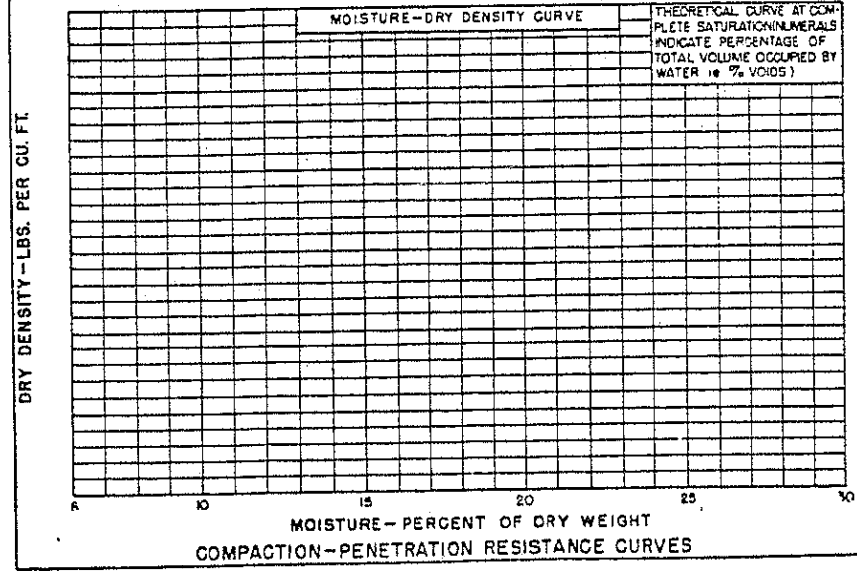 MOISTURE-DRY DENSITY CURVE
THEORETICAL CURVE AT COM-
PLETE SATURATION(NUMERALS
INDICATE PERCENTAGE OF
TOTAL VOLUME OCCUPIED BY
WATER ie % VOIDS)
DRY DENSITY-LBS. PER CU. FT.
6 10 15 20 25 30
MOISTURE-PERCENT OF DRY WEIGHT
COMPACTION-PENETRATION RESISTANCE CURVES